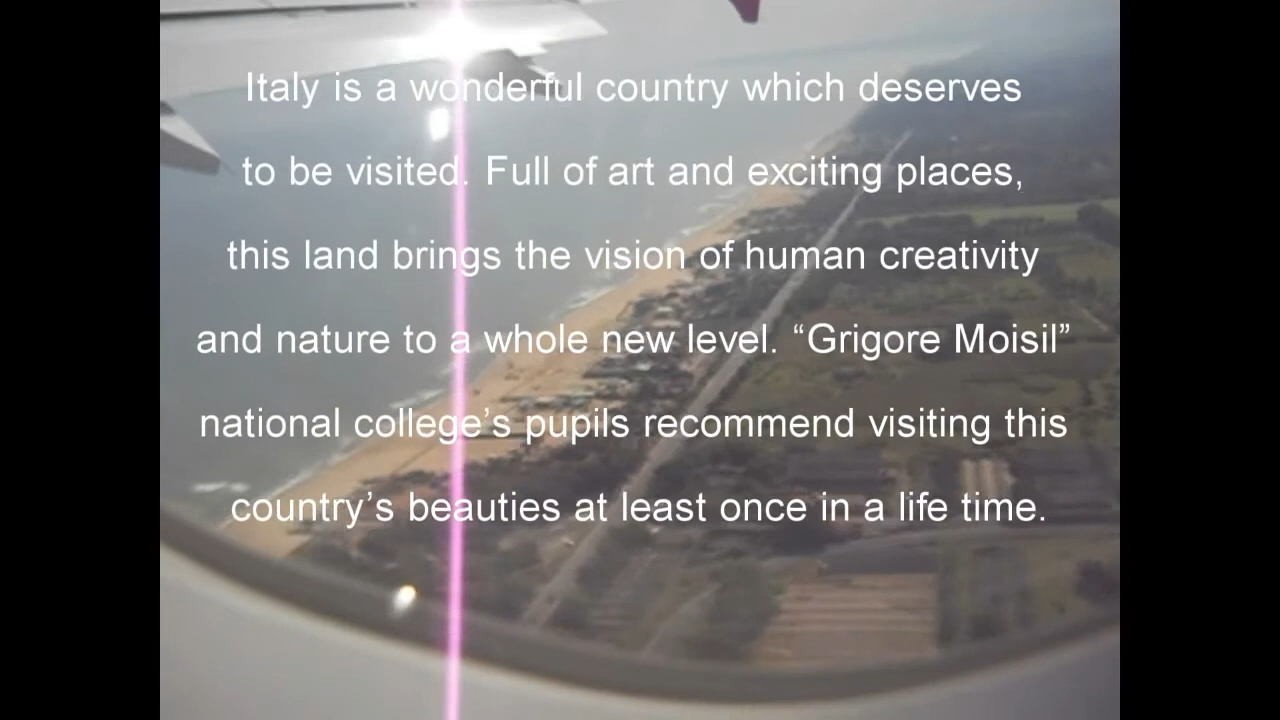 Italy is a wonderful country which deserves
to be visited. Full of art and exciting places,
this land brings the vision of human creativity
and nature to a whole new level. “Grigore Moisil”
national college’s pupils recommend visiting this
country’s beauties at least once in a life time.